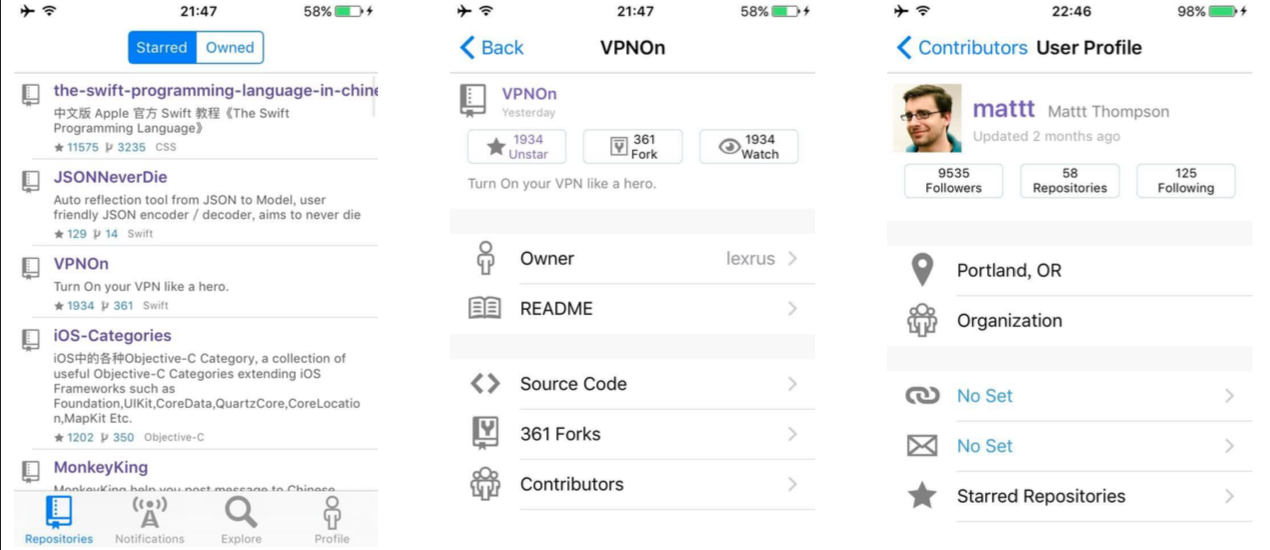 21:47
58%
Starred
Owned
the-swift-programming-language-in-chine
中文版 Apple 官方 Swift 教程《The Swift
Programming Language》
11575 3235 CSS
JSONNeverDie
Auto reflection tool from JSON to Model, user
friendly JSON encoder / decoder, aims to never die
129 14 Swift
VPNOn
Turn On your VPN like a hero.
1934 361 Swift
iOS-Categories
iOS中的各种Objective-C Category, a collection of
useful Objective-C Categories extending iOS
Frameworks such as
Foundation,UIKit,CoreData,QuartzCore,CoreLocatio
n,MapKit Etc.
1202 350 Objective-C
MonkeyKing
MonkeyKing help you post message to Chinese
Repositories
Notifications
Explore
Profile
21:47
58%
Back
VPNOn
VPNOn
Yesterday
1934
Unstar
361
Fork
1934
Watch
Turn On your VPN like a hero.
Owner
lexrus
README
Source Code
361 Forks
Contributors
22:46
98%
Contributors
User Profile
mattt
Mattt Thompson
Updated 2 months ago
9535
Followers
58
Repositories
125
Following
Portland, OR
Organization
No Set
No Set
Starred Repositories